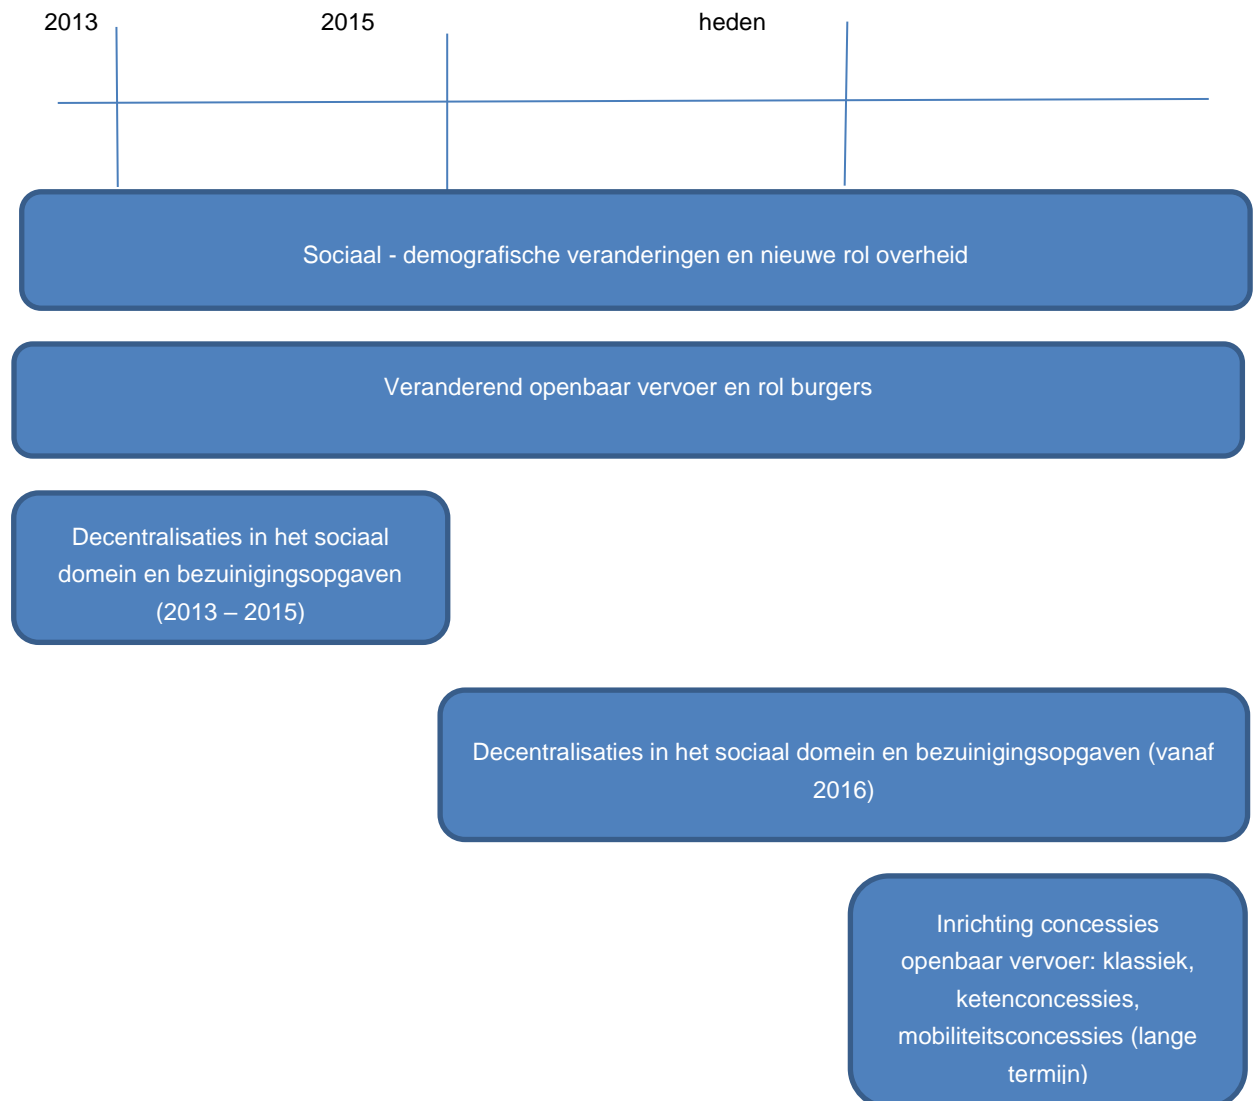 2013 2015 heden
Sociaal - demografische veranderingen en nieuwe rol overheid
Veranderend openbaar vervoer en rol burgers
Decentralisaties in het sociaal
domein en bezuinigingsopgaven
(2013 – 2015)
Decentralisaties in het sociaal domein en bezuinigingsopgaven (vanaf
2016)
Inrichting concessies
openbaar vervoer: klassiek,
ketenconcessies,
mobiliteitsconcessies (lange
termijn)